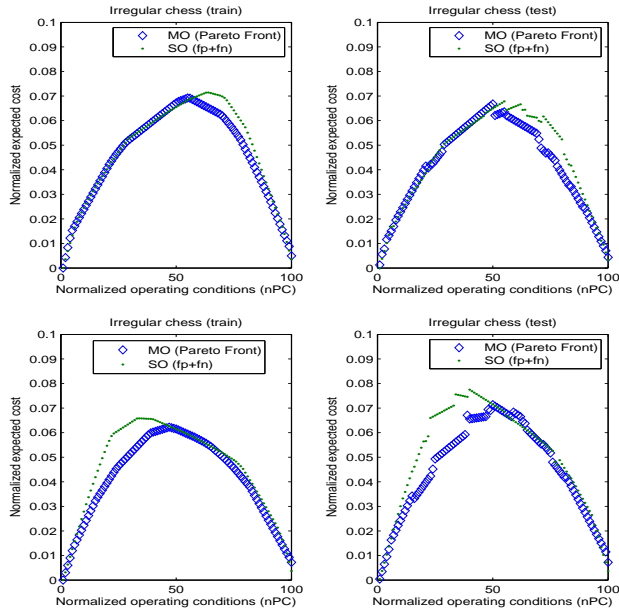 Irregular chess (train)
0.1
0.09
0.08
0.07
0.06
0.05
0.04
0.03
0.02
0.01
0
0 50 100
Normalized expected cost
Normalized operating conditions (nPC)
MO (Pareto Front)
SO (fp+fn)
Irregular chess (test)
0.1
0.09
0.08
0.07
0.06
0.05
0.04
0.03
0.02
0.01
0
0 50 100
Normalized expected cost
Normalized operating conditions (nPC)
MO (Pareto Front)
SO (fp+fn)
Irregular chess (train)
0.1
0.09
0.08
0.07
0.06
0.05
0.04
0.03
0.02
0.01
0
0 50 100
Normalized expected cost
Normalized operating conditions (nPC)
MO (Pareto Front)
SO (fp+fn)
Irregular chess (test)
0.1
0.09
0.08
0.07
0.06
0.05
0.04
0.03
0.02
0.01
0
0 50 100
Normalized expected cost
Normalized operating conditions (nPC)
MO (Pareto Front)
SO (fp+fn)